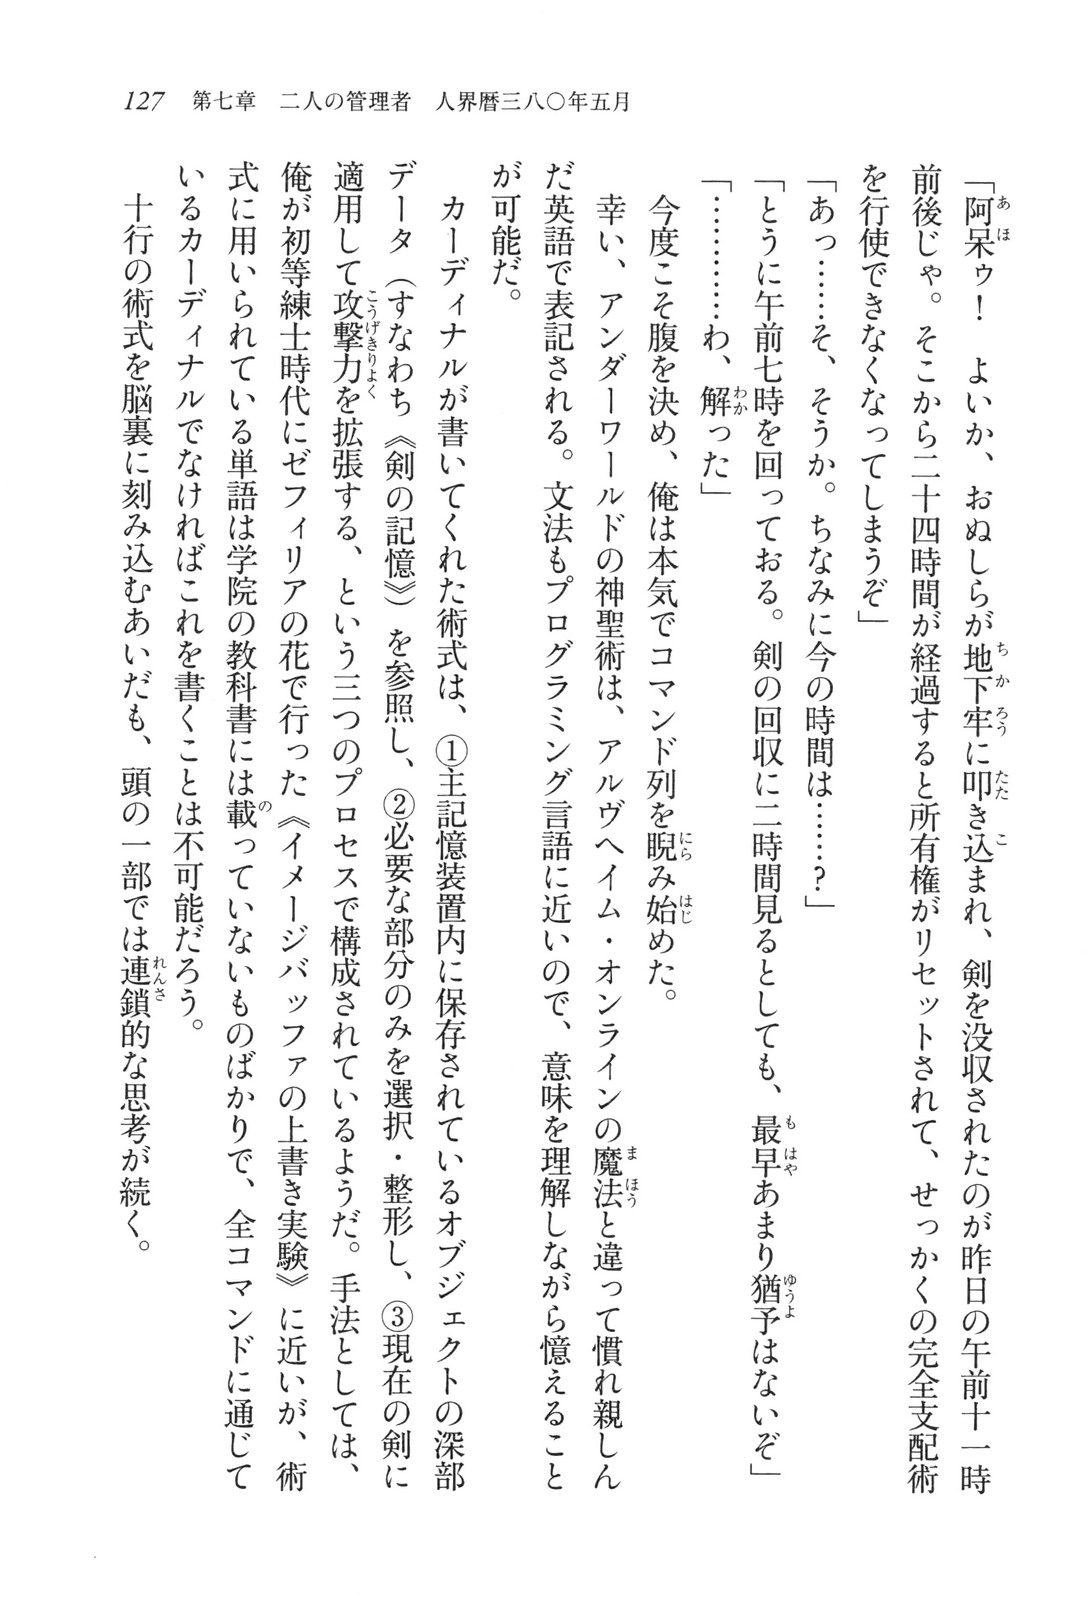 127　第七章　二人の管理者　人界暦三八〇年五月
「阿呆ゥ！　よいか、おぬしらが地下牢に叩き込まれ、剣を没収されたのが昨日の午前十一時
前後じゃ。そこから二十四時間が経過すると所有権がリセットされて、せっかくの完全支配術
を行使できなくなってしまうぞ」
「あっ……そ、そうか。ちなみに今の時間は……？」
「とうに午前七時を回っておる。剣の回収に二時間見るとしても、最早あまり猶予はないぞ」
「…………わ、解った」
　今度こそ腹を決め、俺は本気でコマンド列を睨み始めた。
　幸い、アンダーワールドの神聖術は、アルヴヘイム・オンラインの魔法と違って慣れ親しん
だ英語で表記される。文法もプログラミング言語に近いので、意味を理解しながら憶えること
が可能だ。
　カーディナルが書いてくれた術式は、①主記憶装置内に保存されているオブジェクトの深部
データ（すなわち《剣の記憶》）を参照し、②必要な部分のみを選択・整形し、③現在の剣に
適用して攻撃力を拡張する、という三つのプロセスで構成されているようだ。手法としては、
俺が初等練士時代にゼフィリアの花で行った《イメージバッファの上書き実験》に近いが、術
式に用いられている単語は学院の教科書には載っていないものばかりで、全コマンドに通じて
いるカーディナルでなければこれを書くことは不可能だろう。
　十行の術式を脳裏に刻み込むあいだも、頭の一部では連鎖的な思考が続く。